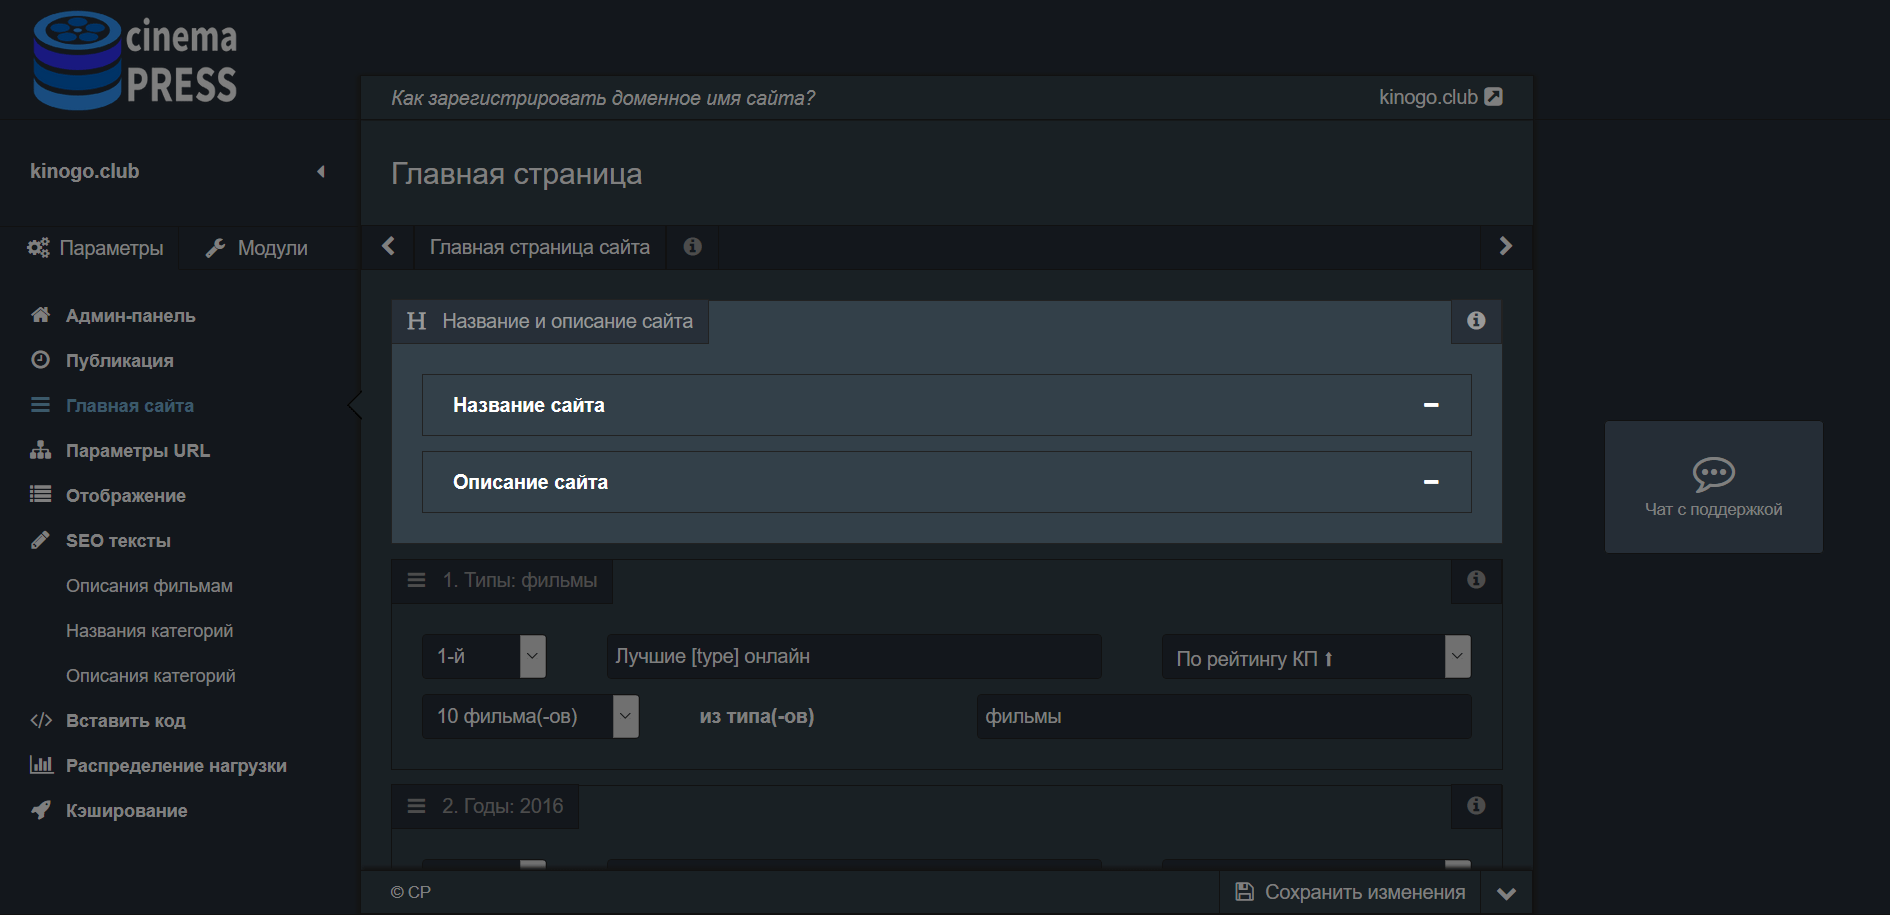 cinema
PRESS
Как зарегистрировать доменное имя сайта?
kinogo.club
kinogo.club
Главная страница
Параметры
Модули
Главная страница сайта
Админ-панель
Публикация
Главная сайта
Параметры URL
Отображение
SEO тексты
Описания фильмам
Названия категорий
Описания категорий
Вставить код
Распределение нагрузки
Кэширование
H Название и описание сайта
Название сайта
Описание сайта
1. Типы: фильмы
1-й
Лучшие [type] онлайн
По рейтингу КП ⬆
10 фильма(-ов)
из типа(-ов)
фильмы
2. Годы: 2016
© CP
Сохранить изменения
Чат с поддержкой